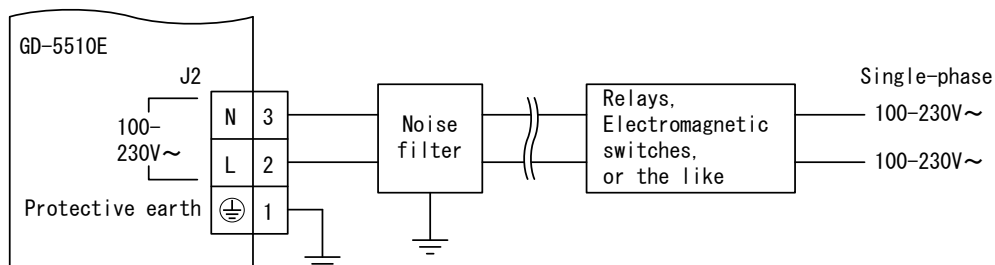 GD-5510E
J2
Single-phase
N 3
100-
230V～
L 2
Protective earth
1
Noise
filter
Relays,
Electromagnetic
switches,
or the like
100-230V～
100-230V～